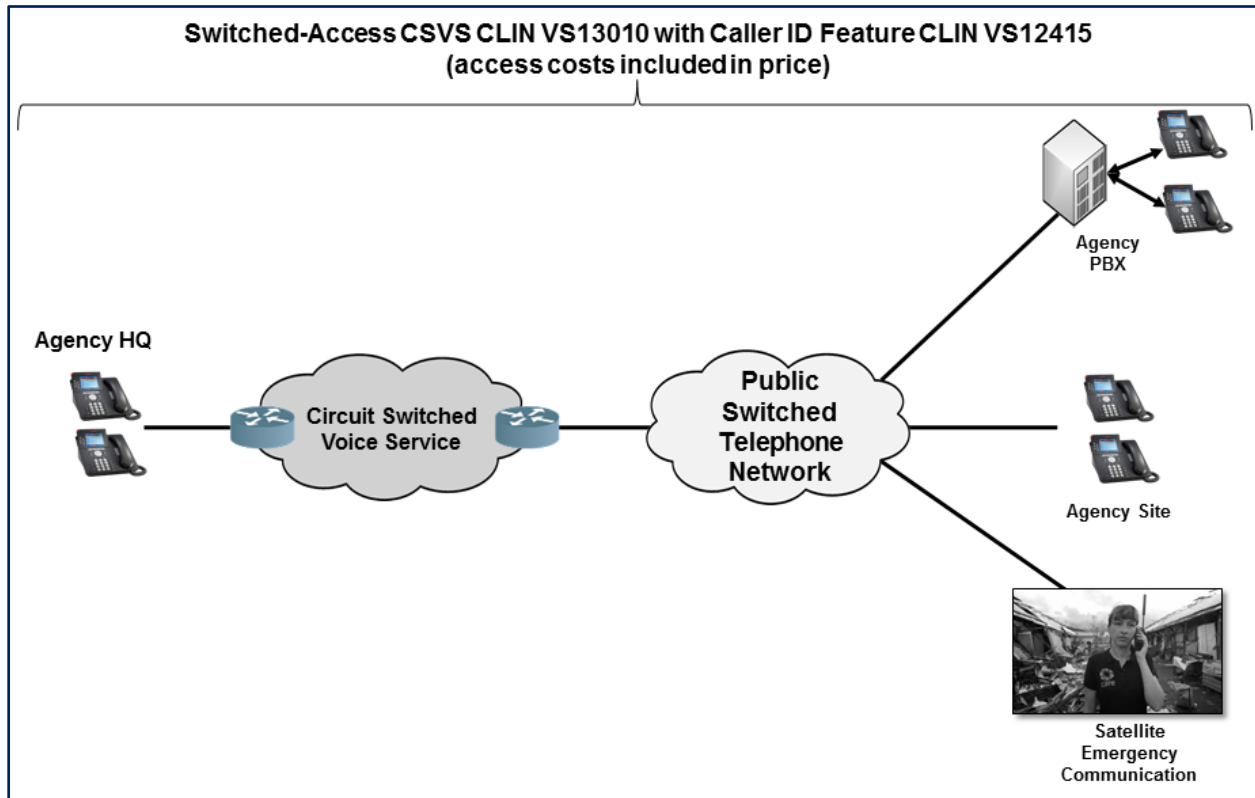 Switched-Access CSVS CLIN VS13010 with Caller ID Feature CLIN VS12415
(access costs included in price)
Agency
PBX
Agency HQ
Circuit Switched
Voice Service
Public
Switched
Telephone
Network
Agency Site
Satellite
Emergency
Communication